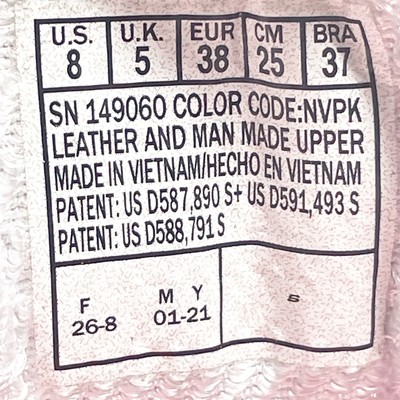 U.S. U.K. EUR CM BRA
8 5 38 25 37
SN 149060 COLOR CODE:NVPK
LEATHER AND MAN MADE UPPER
MADE IN VIETNAM/HECHO EN VIETNAM
PATENT: US D587,890 S+ US D591,493 S
PATENT: US D588,791 S
F M Y
26-8 01-21
s